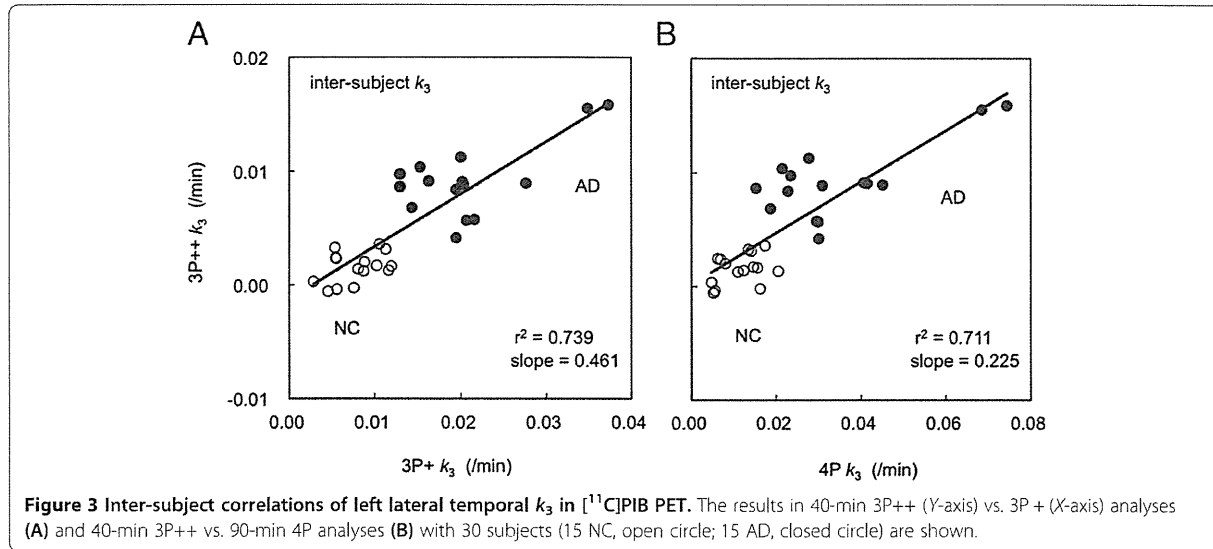 A
B
0.02
0.01
0.00
-0.01
3P++ k₃ (/min)
inter-subject k₃
AD
NC
r² = 0.739
slope = 0.461
0.00 0.01 0.02 0.03 0.04
3P+ k₃ (/min)
inter-subject k₃
AD
NC
r² = 0.711
slope = 0.225
0.00 0.02 0.04 0.06 0.08
4P k₃ (/min)
Figure 3 Inter-subject correlations of left lateral temporal k₃ in [¹¹C]PIB PET. The results in 40-min 3P++ (Y-axis) vs. 3P + (X-axis) analyses
(A) and 40-min 3P++ vs. 90-min 4P analyses (B) with 30 subjects (15 NC, open circle; 15 AD, closed circle) are shown.